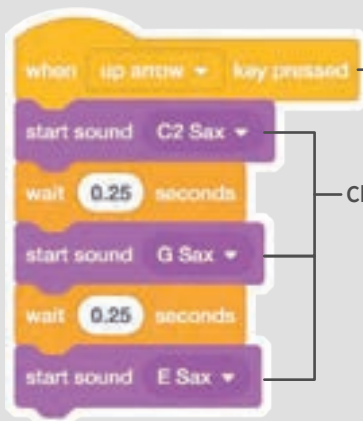 when up arrow key pressed
start sound C2 Sax
wait 0.25 seconds
start sound G Sax
wait 0.25 seconds
start sound E Sax